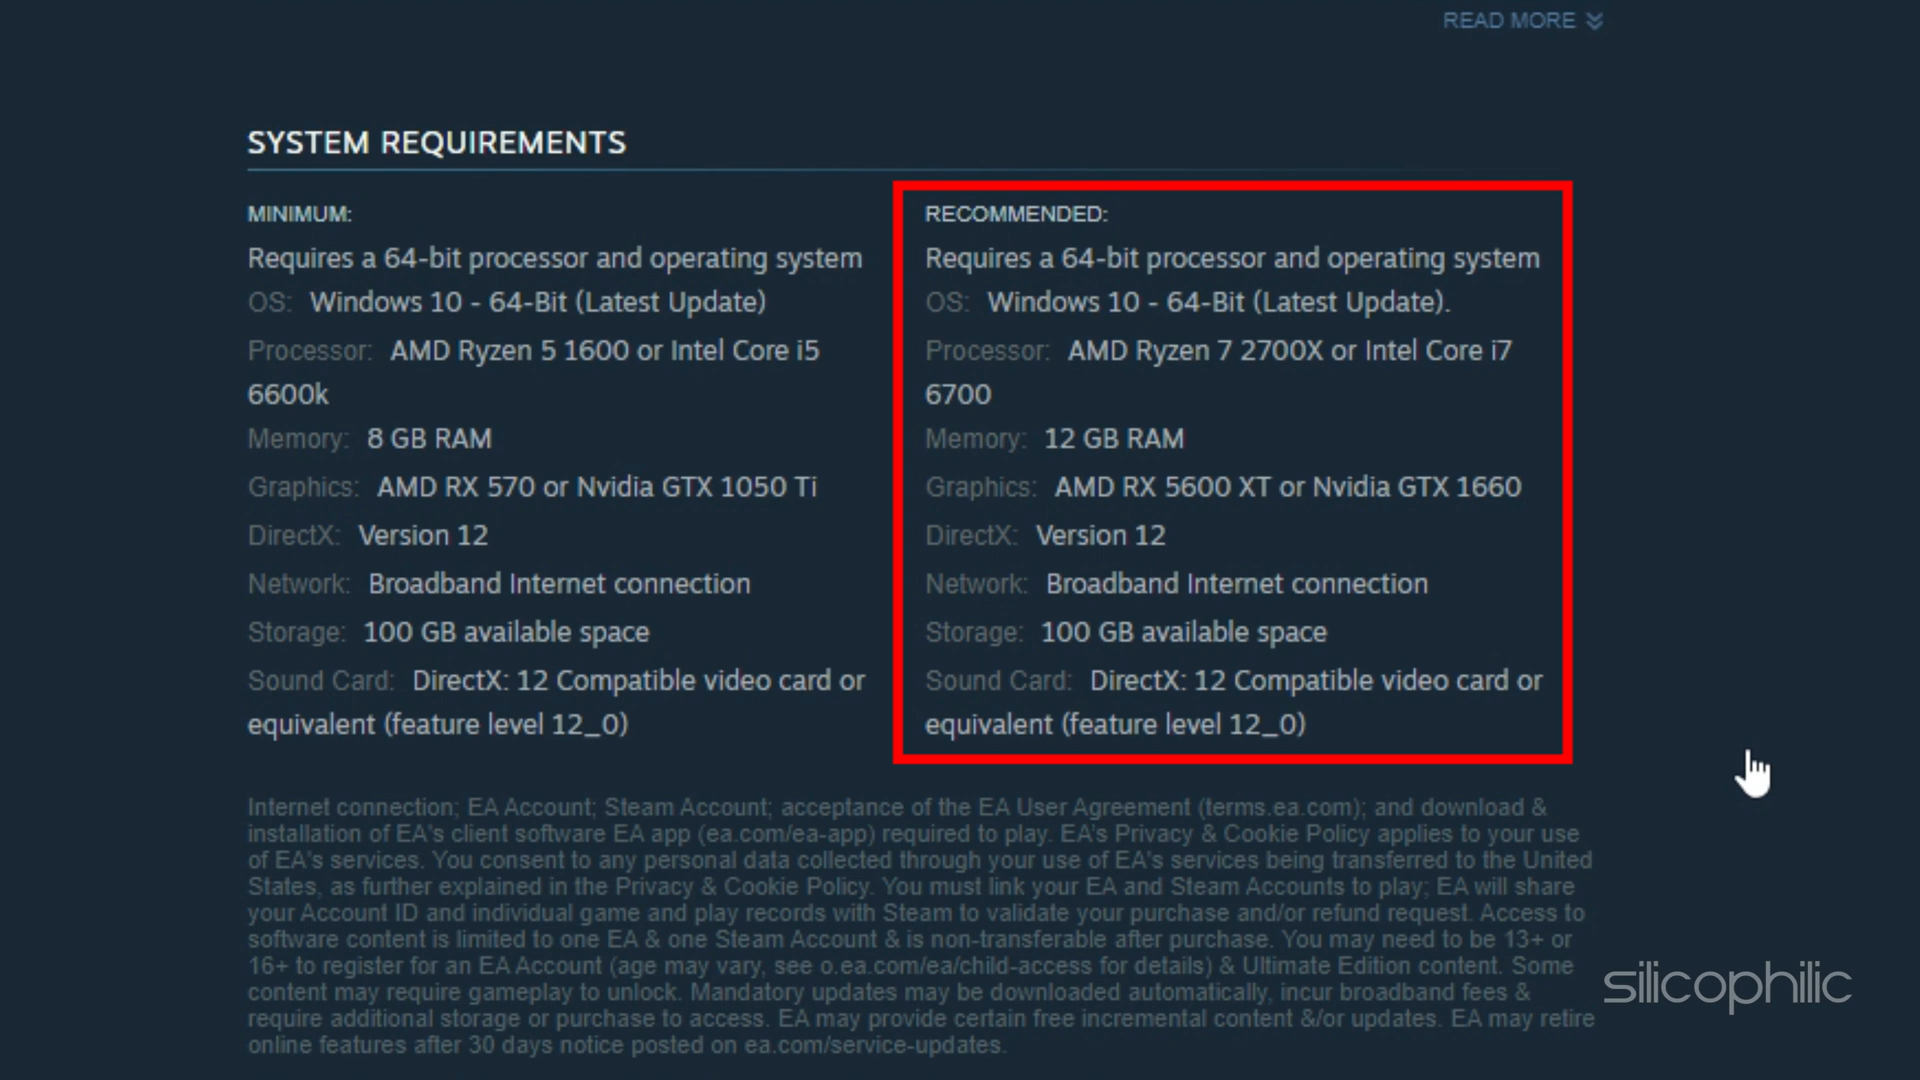 READ MORE
SYSTEM REQUIREMENTS
MINIMUM:
Requires a 64-bit processor and operating system
OS: Windows 10 - 64-Bit (Latest Update)
Processor: AMD Ryzen 5 1600 or Intel Core i5
6600k
Memory: 8 GB RAM
Graphics: AMD RX 570 or Nvidia GTX 1050 Ti
DirectX: Version 12
Network: Broadband Internet connection
Storage: 100 GB available space
Sound Card: DirectX: 12 Compatible video card or
equivalent (feature level 12_0)
RECOMMENDED:
Requires a 64-bit processor and operating system
OS: Windows 10 - 64-Bit (Latest Update).
Processor: AMD Ryzen 7 2700X or Intel Core i7
6700
Memory: 12 GB RAM
Graphics: AMD RX 5600 XT or Nvidia GTX 1660
DirectX: Version 12
Network: Broadband Internet connection
Storage: 100 GB available space
Sound Card: DirectX: 12 Compatible video card or
equivalent (feature level 12_0)
Internet connection; EA Account; Steam Account; acceptance of the EA User Agreement (terms.ea.com); and download &
installation of EA's client software EA app (ea.com/ea-app) required to play. EA's Privacy & Cookie Policy applies to your use
of EA's services. You consent to any personal data collected through your use of EA's services being transferred to the United
States, as further explained in the Privacy & Cookie Policy. You must link your EA and Steam Accounts to play; EA will share
your Account ID and individual game and play records with Steam to validate your purchase and/or refund request. Access to
software content is limited to one EA & one Steam Account & is non-transferable after purchase. You may need to be 13+ or
16+ to register for an EA Account (age may vary, see o.ea.com/ea/child-access for details) & Ultimate Edition content. Some
content may require gameplay to unlock. Mandatory updates may be downloaded automatically, incur broadband fees &
require additional storage or purchase to access. EA may provide certain free incremental content &/or updates. EA may retire
online features after 30 days notice posted on ea.com/service-updates.
silicophilic